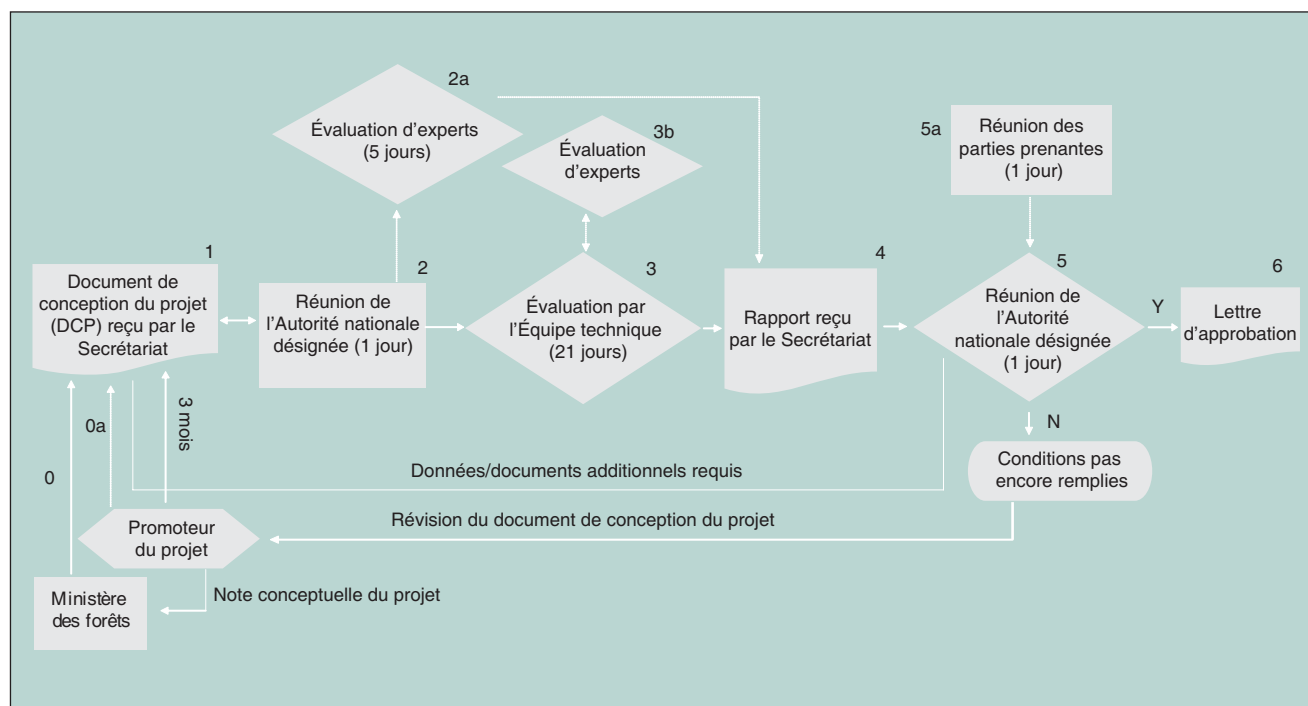 2a
Évaluation d'experts
(5 jours)
3b
Évaluation
d'experts
5a
Réunion des
parties prenantes
(1 jour)
1
Document de
conception du projet
(DCP) reçu par le
Secrétariat
2
Réunion de
l'Autorité nationale
désignée (1 jour)
3
Évaluation par
l'Équipe technique
(21 jours)
4
Rapport reçu
par le Secrétariat
5
Réunion de
l'Autorité
nationale désignée
(1 jour)
Y
6
Lettre
d'approbation
N
Conditions pas
encore remplies
0
0a
3 mois
Données/documents additionnels requis
Révision du document de conception du projet
Promoteur
du projet
Note conceptuelle du projet
Ministère
des forêts